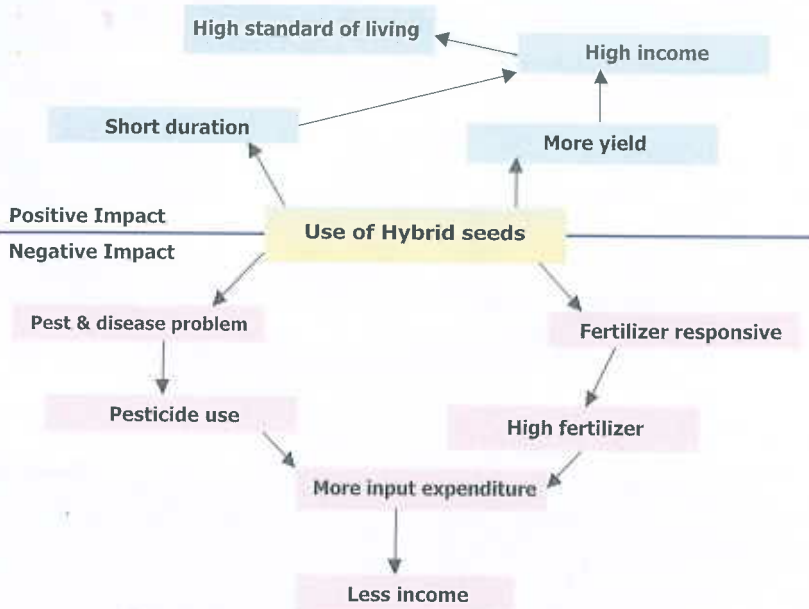 High standard of living
High income
Short duration
More yield
Positive Impact
Use of Hybrid seeds
Negative Impact
Pest & disease problem
Fertilizer responsive
Pesticide use
High fertilizer
More input expenditure
Less income